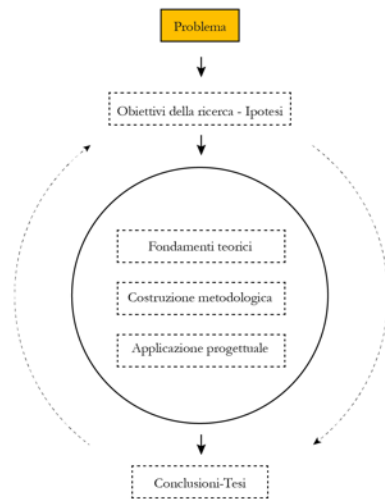 Problema
Obiettivi della ricerca - Ipotesi
Fondamenti teorici
Costruzione metodologica
Applicazione progettuale
Conclusioni-Tesi